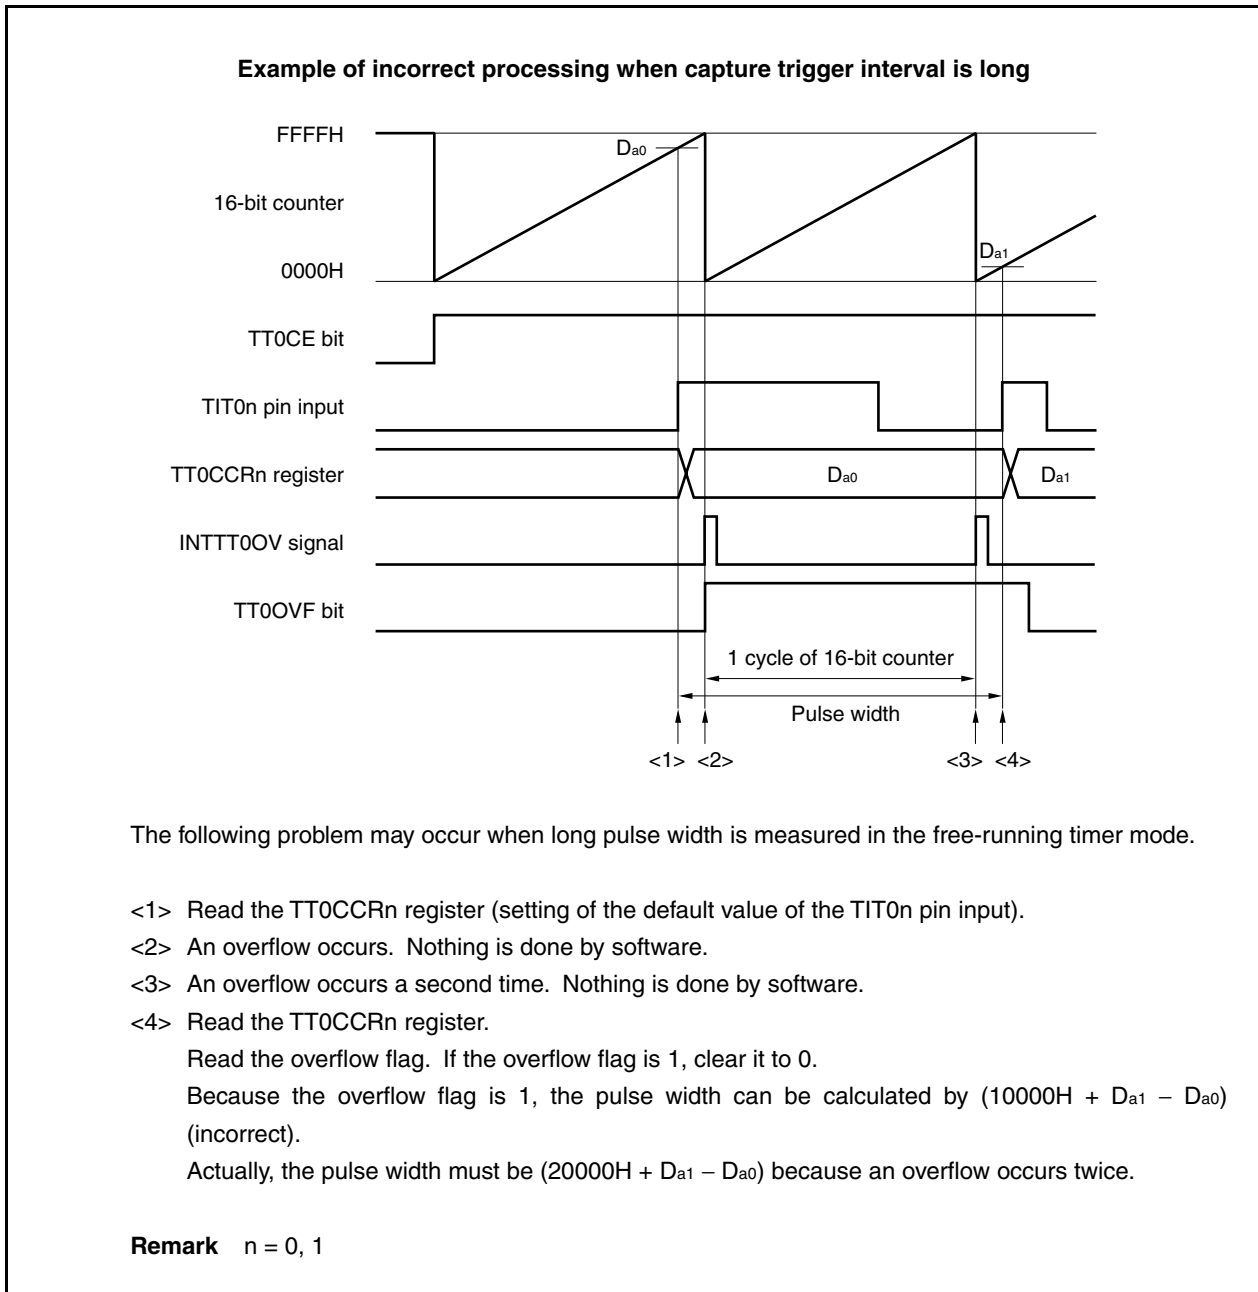 Example of incorrect processing when capture trigger interval is long
FFFFH
Da0
16-bit counter
Da1
0000H
TT0CE bit
TIT0n pin input
TT0CCRn register
Da0
Da1
INTTT0OV signal
TT0OVF bit
1 cycle of 16-bit counter
Pulse width
<1> <2> <3> <4>
The following problem may occur when long pulse width is measured in the free-running timer mode.
<1> Read the TT0CCRn register (setting of the default value of the TIT0n pin input).
<2> An overflow occurs. Nothing is done by software.
<3> An overflow occurs a second time. Nothing is done by software.
<4> Read the TT0CCRn register.
Read the overflow flag. If the overflow flag is 1, clear it to 0.
Because the overflow flag is 1, the pulse width can be calculated by (10000H + Da1 – Da0)
(incorrect).
Actually, the pulse width must be (20000H + Da1 – Da0) because an overflow occurs twice.
Remark n = 0, 1